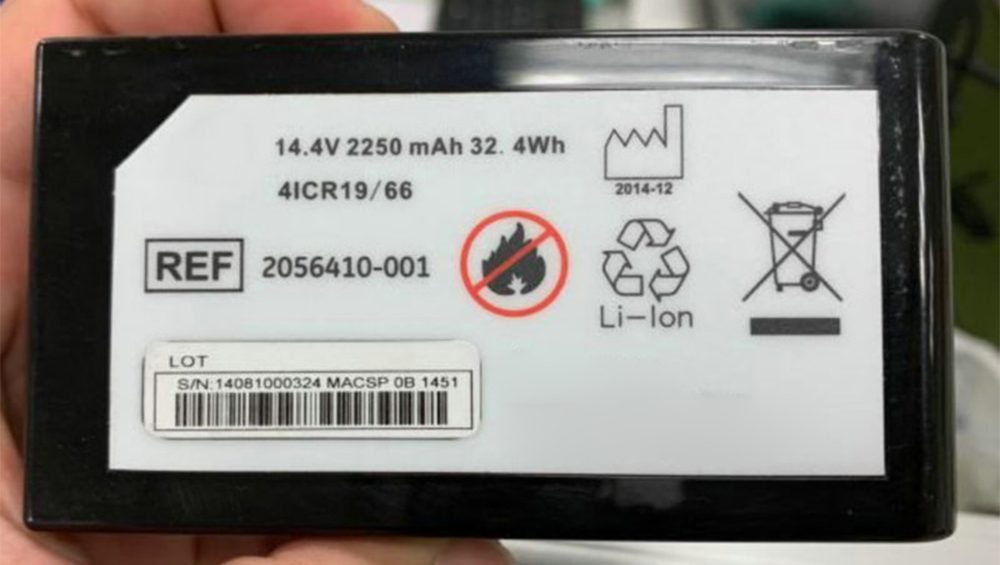 14.4V 2250 mAh 32. 4Wh
4ICR19/66
2014-12
REF 2056410-001
Li-Ion
LOT
S/N:14081000324 MACSP 0B 1451